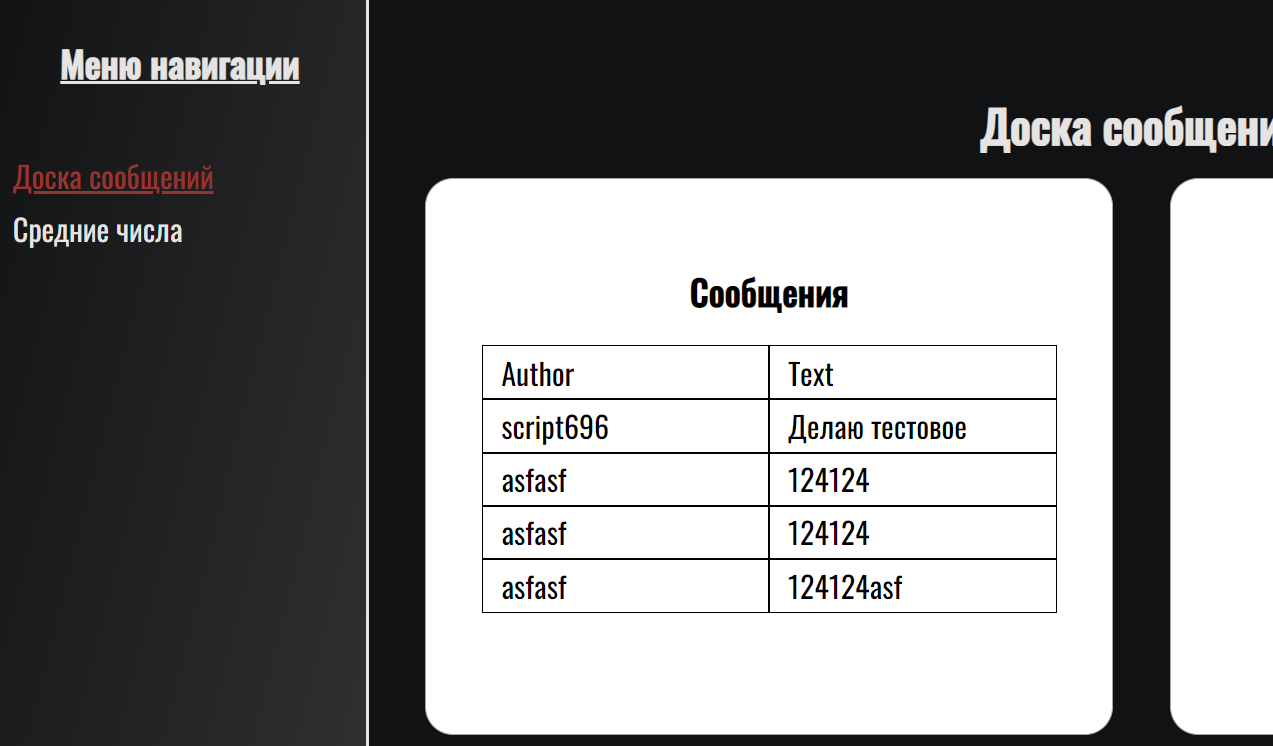 Меню навигации
Доска сообщений
Средние числа
Доска сообщени
Сообщения
Author Text
script696 Делаю тестовое
asfasf 124124
asfasf 124124
asfasf 124124asf